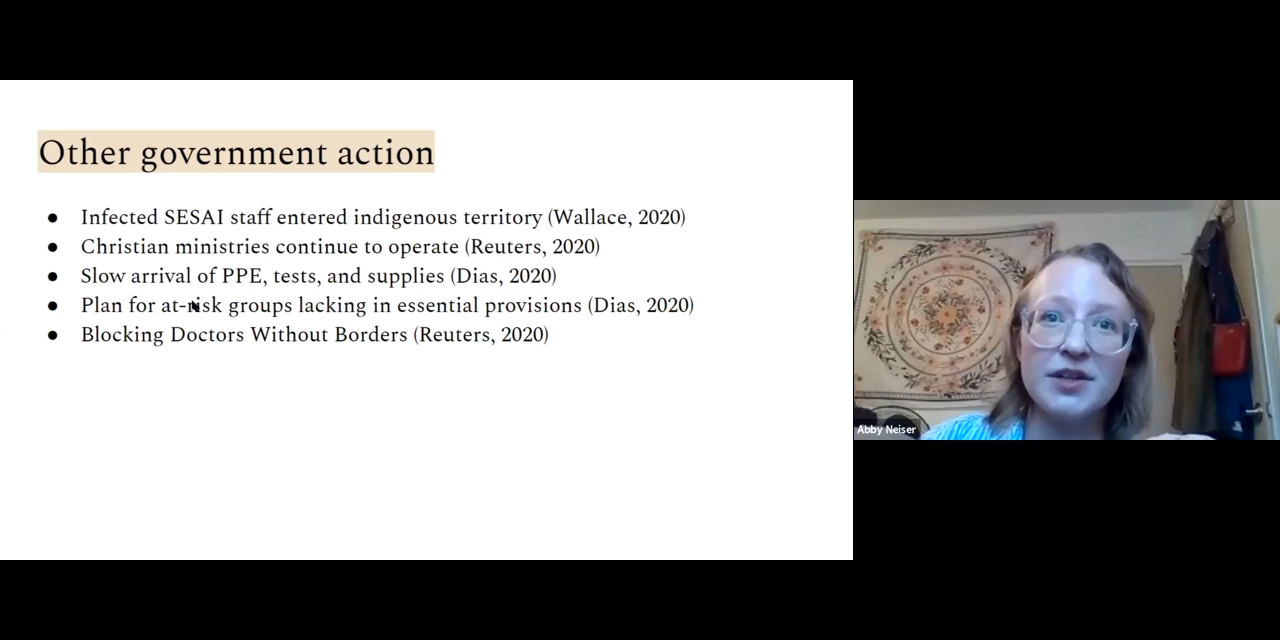 Other government action
● Infected SESAI staff entered indigenous territory (Wallace, 2020)
● Christian ministries continue to operate (Reuters, 2020)
● Slow arrival of PPE, tests, and supplies (Dias, 2020)
● Plan for at-risk groups lacking in essential provisions (Dias, 2020)
● Blocking Doctors Without Borders (Reuters, 2020)
Abby Neiser